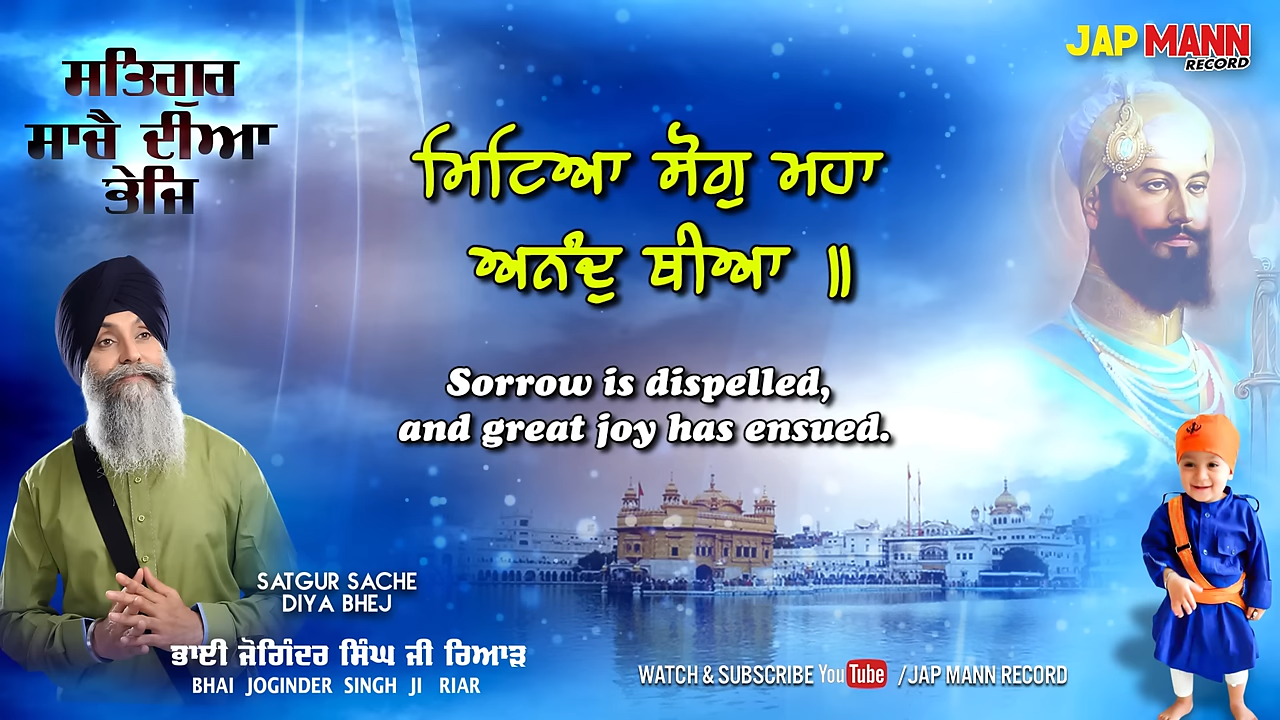 ਸਤਿਗੁਰ
ਸਾਚੈ ਦੀਆ
ਭੇਜਿ
JAP MANN
RECORD
ਮਿਟਿਆ ਸੋਗੁ ਮਹਾ
ਅਨੰਦੁ ਥੀਆ ॥
Sorrow is dispelled,
and great joy has ensued.
SATGUR SACHE
DIYA BHEJ
ਭਾਈ ਜੋਗਿੰਦਰ ਸਿੰਘ ਜੀ ਰਿਆੜ
BHAI JOGINDER SINGH JI RIAR
WATCH & SUBSCRIBE YouTube /JAP MANN RECORD